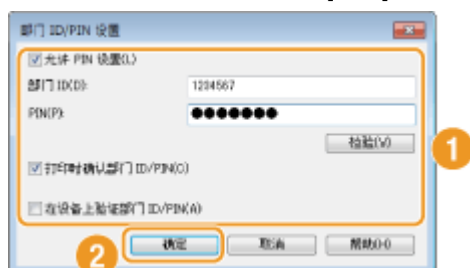 部门 ID/PIN 设置
允许 PIN 设置(L)
部门 ID(D): 1234567
PIN(P): ●●●●●●●
检验(V)
1
打印时确认部门 ID/PIN(C)
在设备上验证部门 ID/PIN(A)
2
确定 取消 帮助(H)